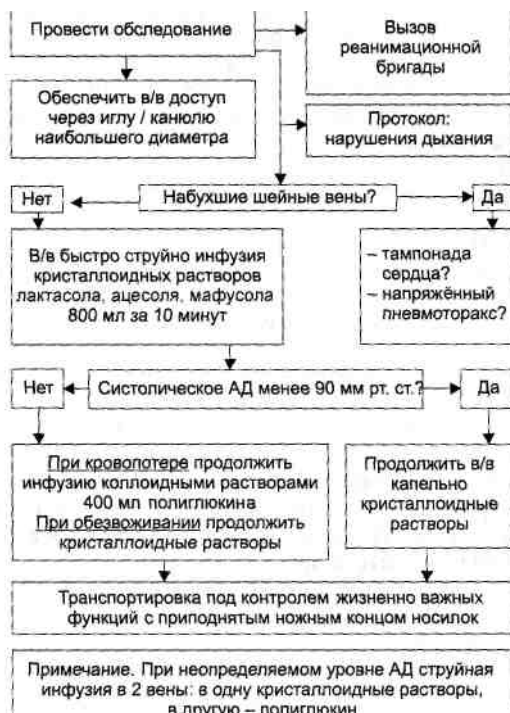 Провести обследование
Вызов
реанимационной
бригады
Обеспечить в/в доступ
через иглу / канюлю
наибольшего диаметра
Протокол:
нарушения дыхания
Нет
Набухшие шейные вены?
Да
В/в быстро струйно инфузия
кристаллоидных растворов
лактасола, ацесоля, мафусола
800 мл за 10 минут
– тампонада
сердца?
– напряжённый
пневмоторакс?
Нет
Систолическое АД менее 90 мм рт. ст.?
Да
При кровопотере продолжить
инфузию коллоидными растворами
400 мл полиглюкина
При обезвоживании продолжить
кристаллоидные растворы
Продолжить в/в
капельно
кристаллоидные
растворы
Транспортировка под контролем жизненно важных
функций с приподнятым ножным концом носилок
Примечание. При неопределяемом уровне АД струйная
инфузия в 2 вены: в одну кристаллоидные растворы,
в другую – полиглюкин